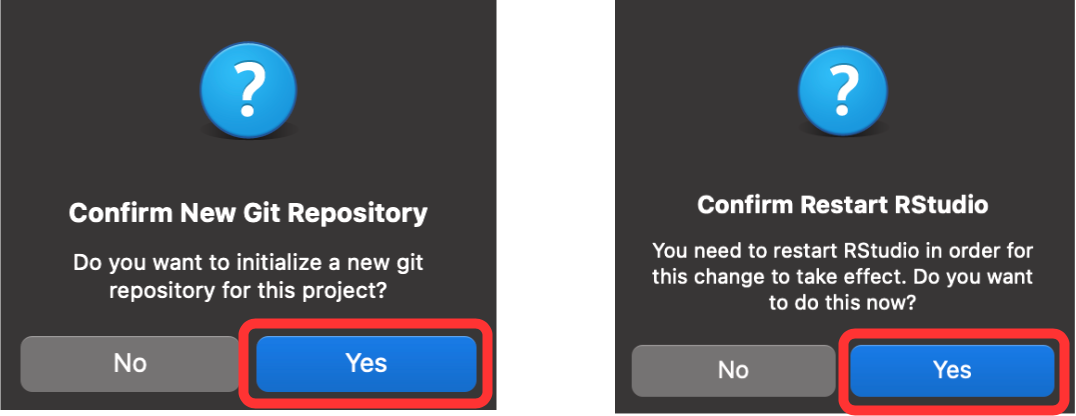 ?
Confirm New Git Repository
Do you want to initialize a new git
repository for this project?
No
Yes
?
Confirm Restart RStudio
You need to restart RStudio in order for
this change to take effect. Do you want
to do this now?
No
Yes